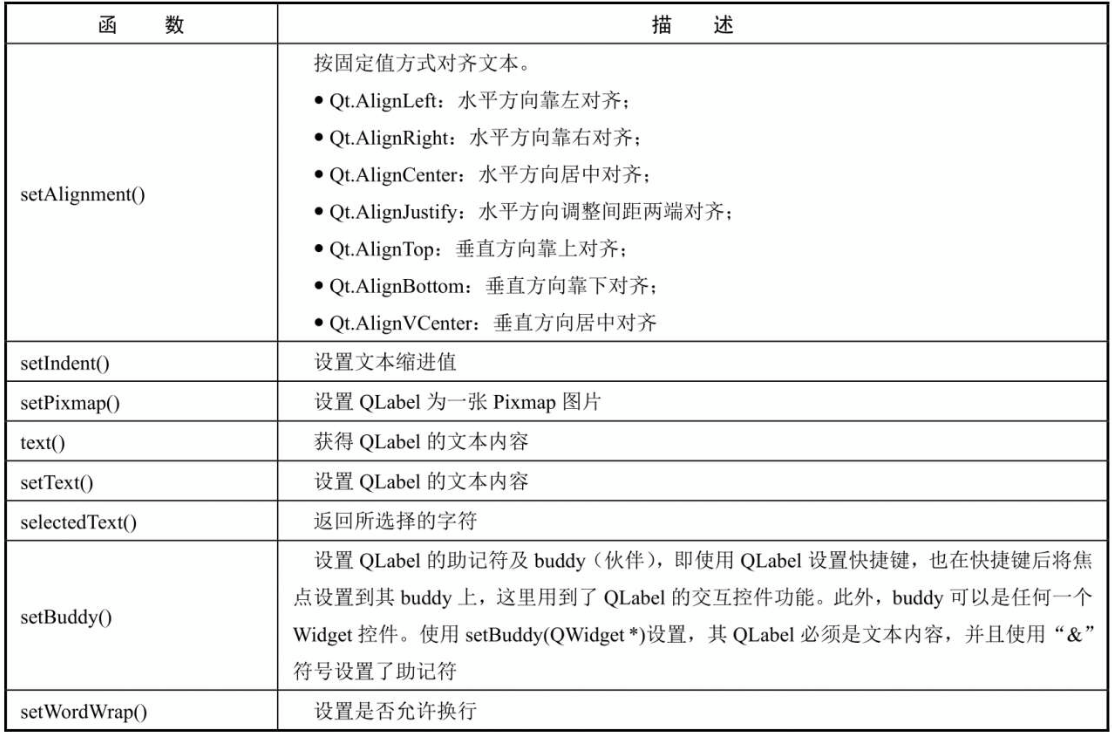 函 数 描 述
按固定值方式对齐文本。
● Qt.AlignLeft：水平方向靠左对齐；
● Qt.AlignRight：水平方向靠右对齐；
● Qt.AlignCenter：水平方向居中对齐；
setAlignment()
● Qt.AlignJustify：水平方向调整间距两端对齐；
● Qt.AlignTop：垂直方向靠上对齐；
● Qt.AlignBottom：垂直方向靠下对齐；
● Qt.AlignVCenter：垂直方向居中对齐
setIndent() 设置文本缩进值
setPixmap() 设置 QLabel 为一张 Pixmap 图片
text() 获得 QLabel 的文本内容
setText() 设置 QLabel 的文本内容
selectedText() 返回所选择的字符
设置 QLabel 的助记符及 buddy（伙伴），即使用 QLabel 设置快捷键，也在快捷键后将焦
点设置到其 buddy 上，这里用到了 QLabel 的交互控件功能。此外，buddy 可以是任何一个
setBuddy()
Widget 控件。使用 setBuddy(QWidget *)设置，其 QLabel 必须是文本内容，并且使用“&”
符号设置了助记符
setWordWrap() 设置是否允许换行